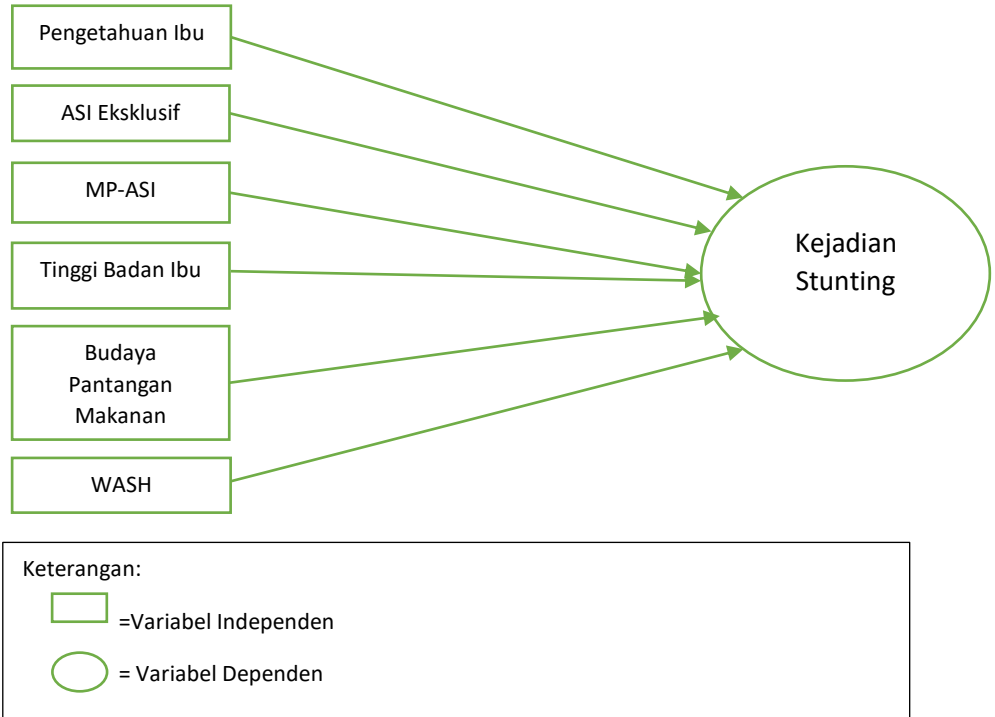 Pengetahuan Ibu
ASI Eksklusif
MP-ASI
Tinggi Badan Ibu
Budaya
Pantangan
Makanan
WASH
Kejadian
Stunting
Keterangan:
=Variabel Independen
= Variabel Dependen